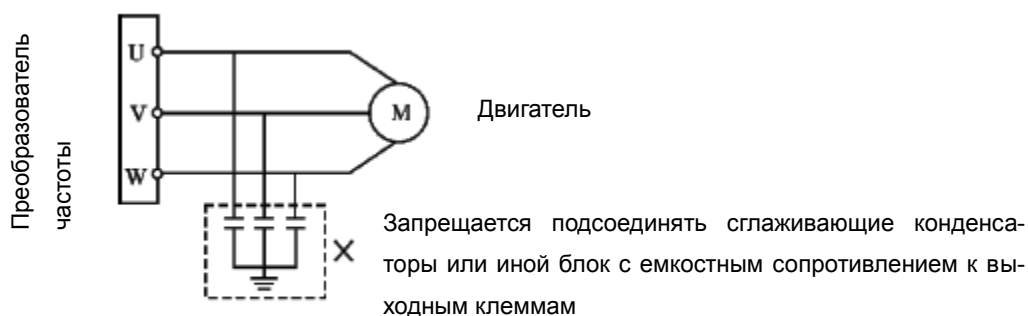 Преобразователь
частоты
U
V
W
M
Двигатель
Запрещается подсоединять сглаживающие конденса-
торы или иной блок с емкостным сопротивлением к вы-
ходным клеммам